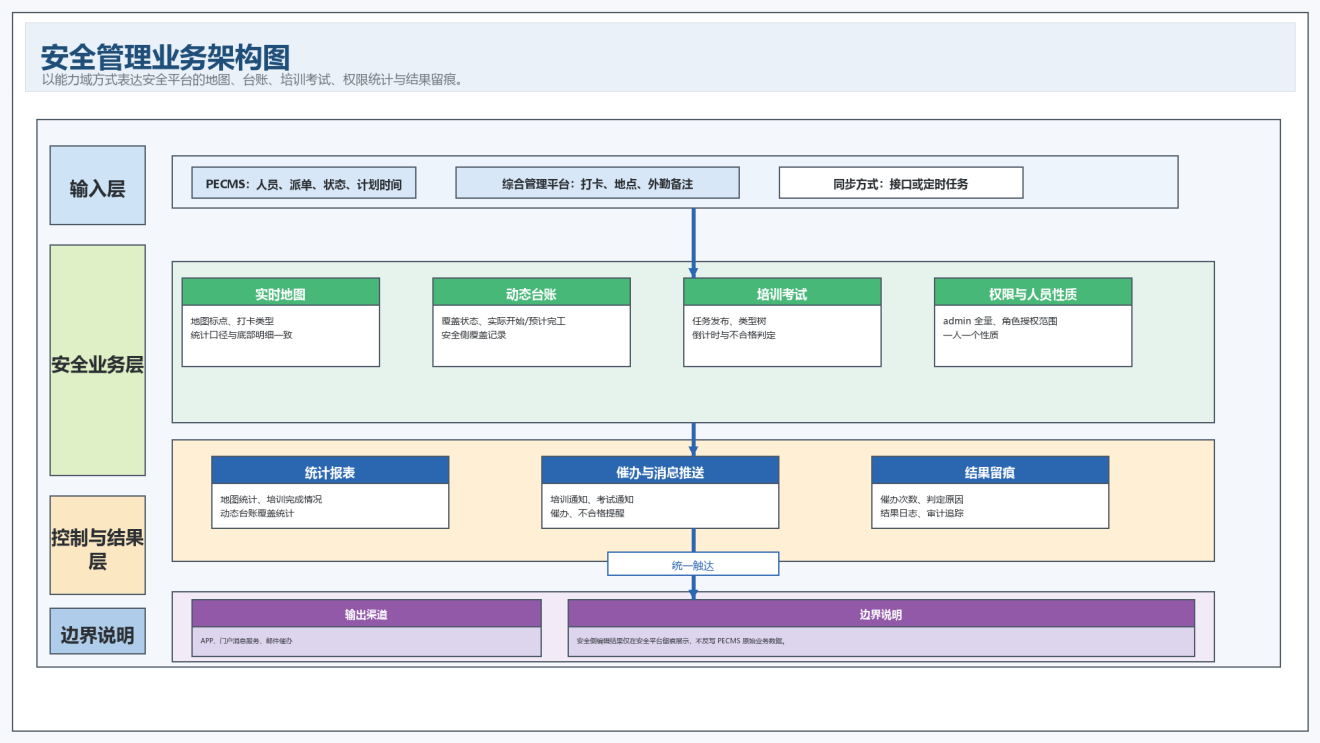 安全管理业务架构图
以能力域方式表达安全平台的地图、台账、培训考试、权限统计与结果留痕。
输入层
PECMS：人员、派单、状态、计划时间
综合管理平台：打卡、地点、外勤备注
同步方式：接口或定时任务
安全业务层
实时地图
地图标点、打卡类型
统计口径与底部明细一致
动态台账
覆盖状态、实际开始/预计完工
安全侧覆盖记录
培训考试
任务发布、类型树
倒计时与不合格判定
权限与人员性质
admin 全量、角色授权范围
一人一个性质
控制与结果
层
统计报表
地图统计、培训完成情况
动态台账覆盖统计
催办与消息推送
培训通知、考试通知
催办、不合格提醒
结果留痕
催办次数、判定原因
结果日志、审计追踪
统一触达
边界说明
输出渠道
APP、门户消息服务、邮件催办
边界说明
安全侧编辑结果仅在安全平台留痕展示，不反写 PECMS 原始业务数据。